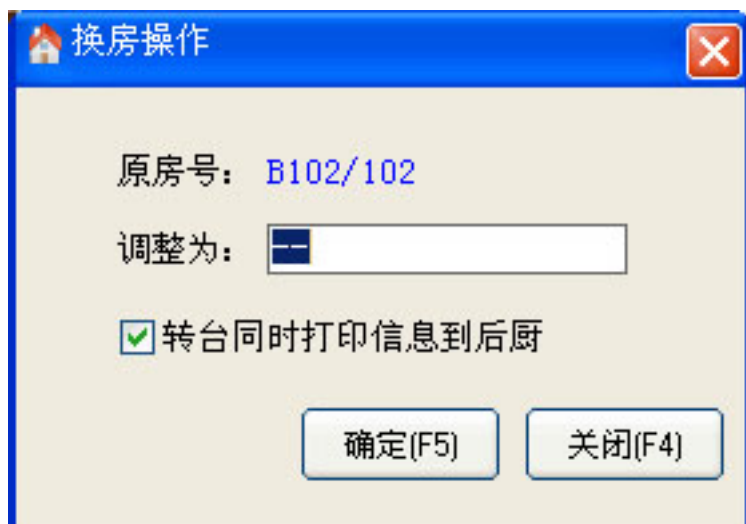 换房操作
原房号： B102/102
调整为： --
转台同时打印信息到后厨
确定(F5) 关闭(F4)